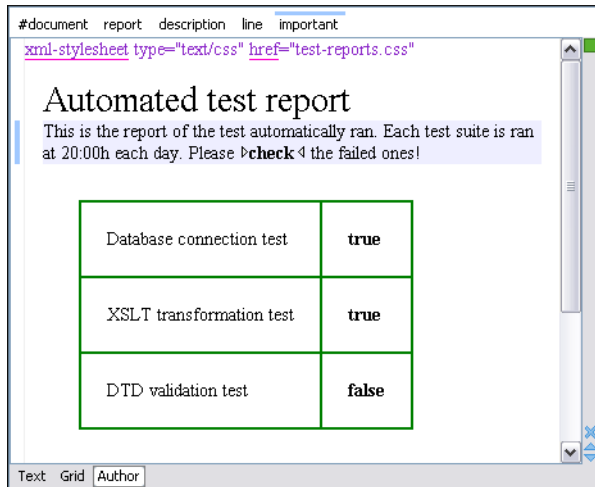 #document report description line important
xml-stylesheet type="text/css" href="test-reports.css"
Automated test report
This is the report of the test automatically ran. Each test suite is ran
at 20:00h each day. Please check the failed ones!
Database connection test true
XSLT transformation test true
DTD validation test false
Text Grid Author